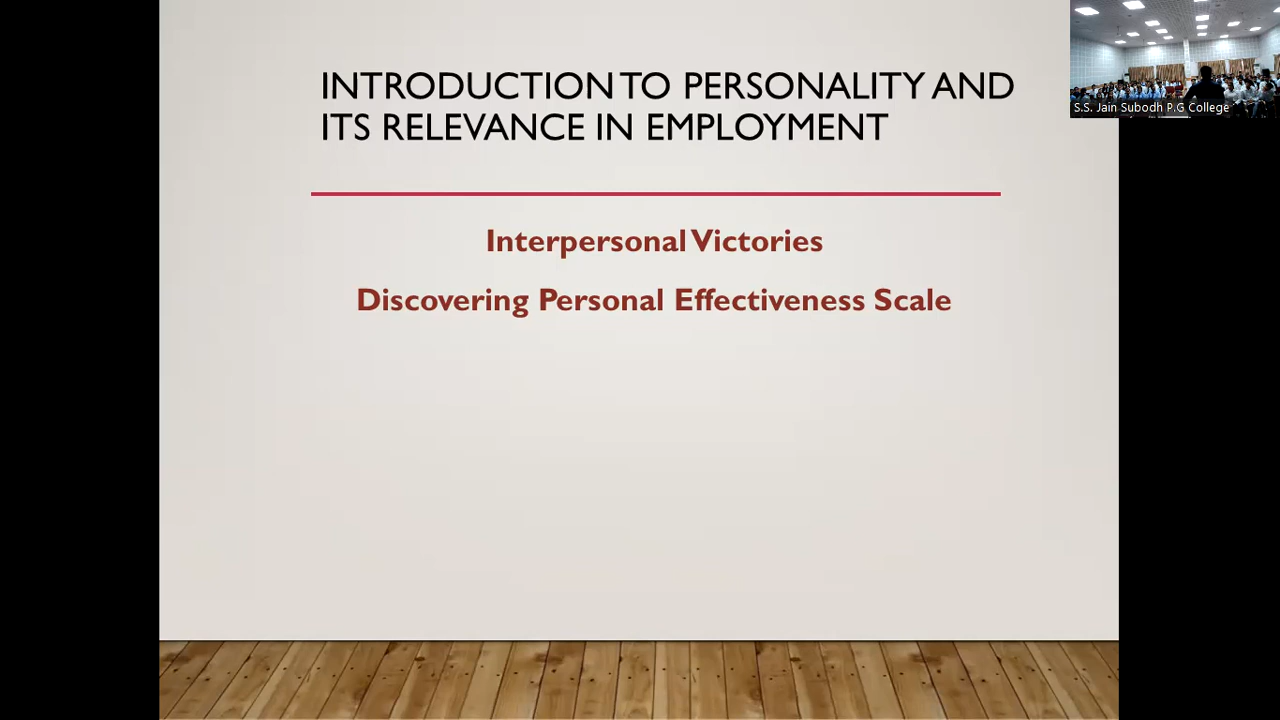 INTRODUCTION TO PERSONALITY AND
ITS RELEVANCE IN EMPLOYMENT
Interpersonal Victories
Discovering Personal Effectiveness Scale
S.S. Jain Subodh P.G College